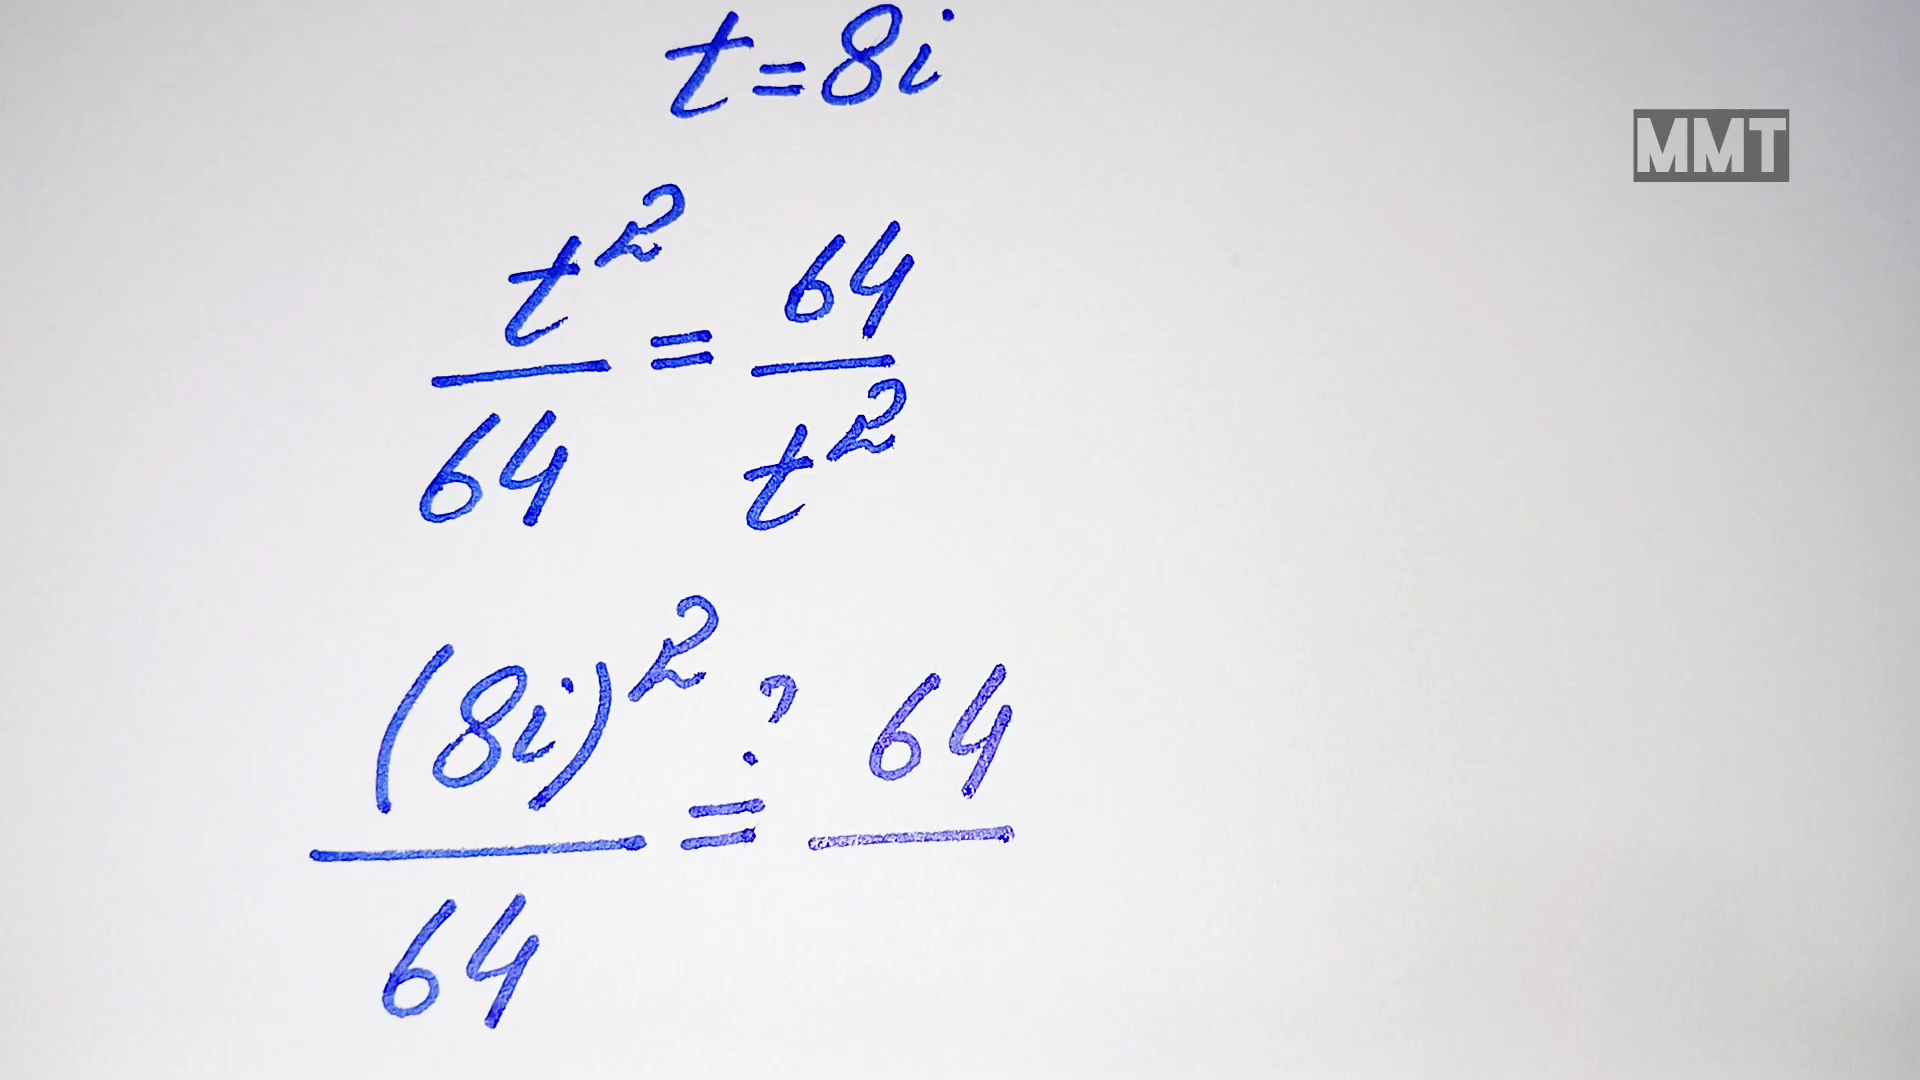 t=8i
MMT
t²/64 = 64/t²
(8i)²/64 =? 64/